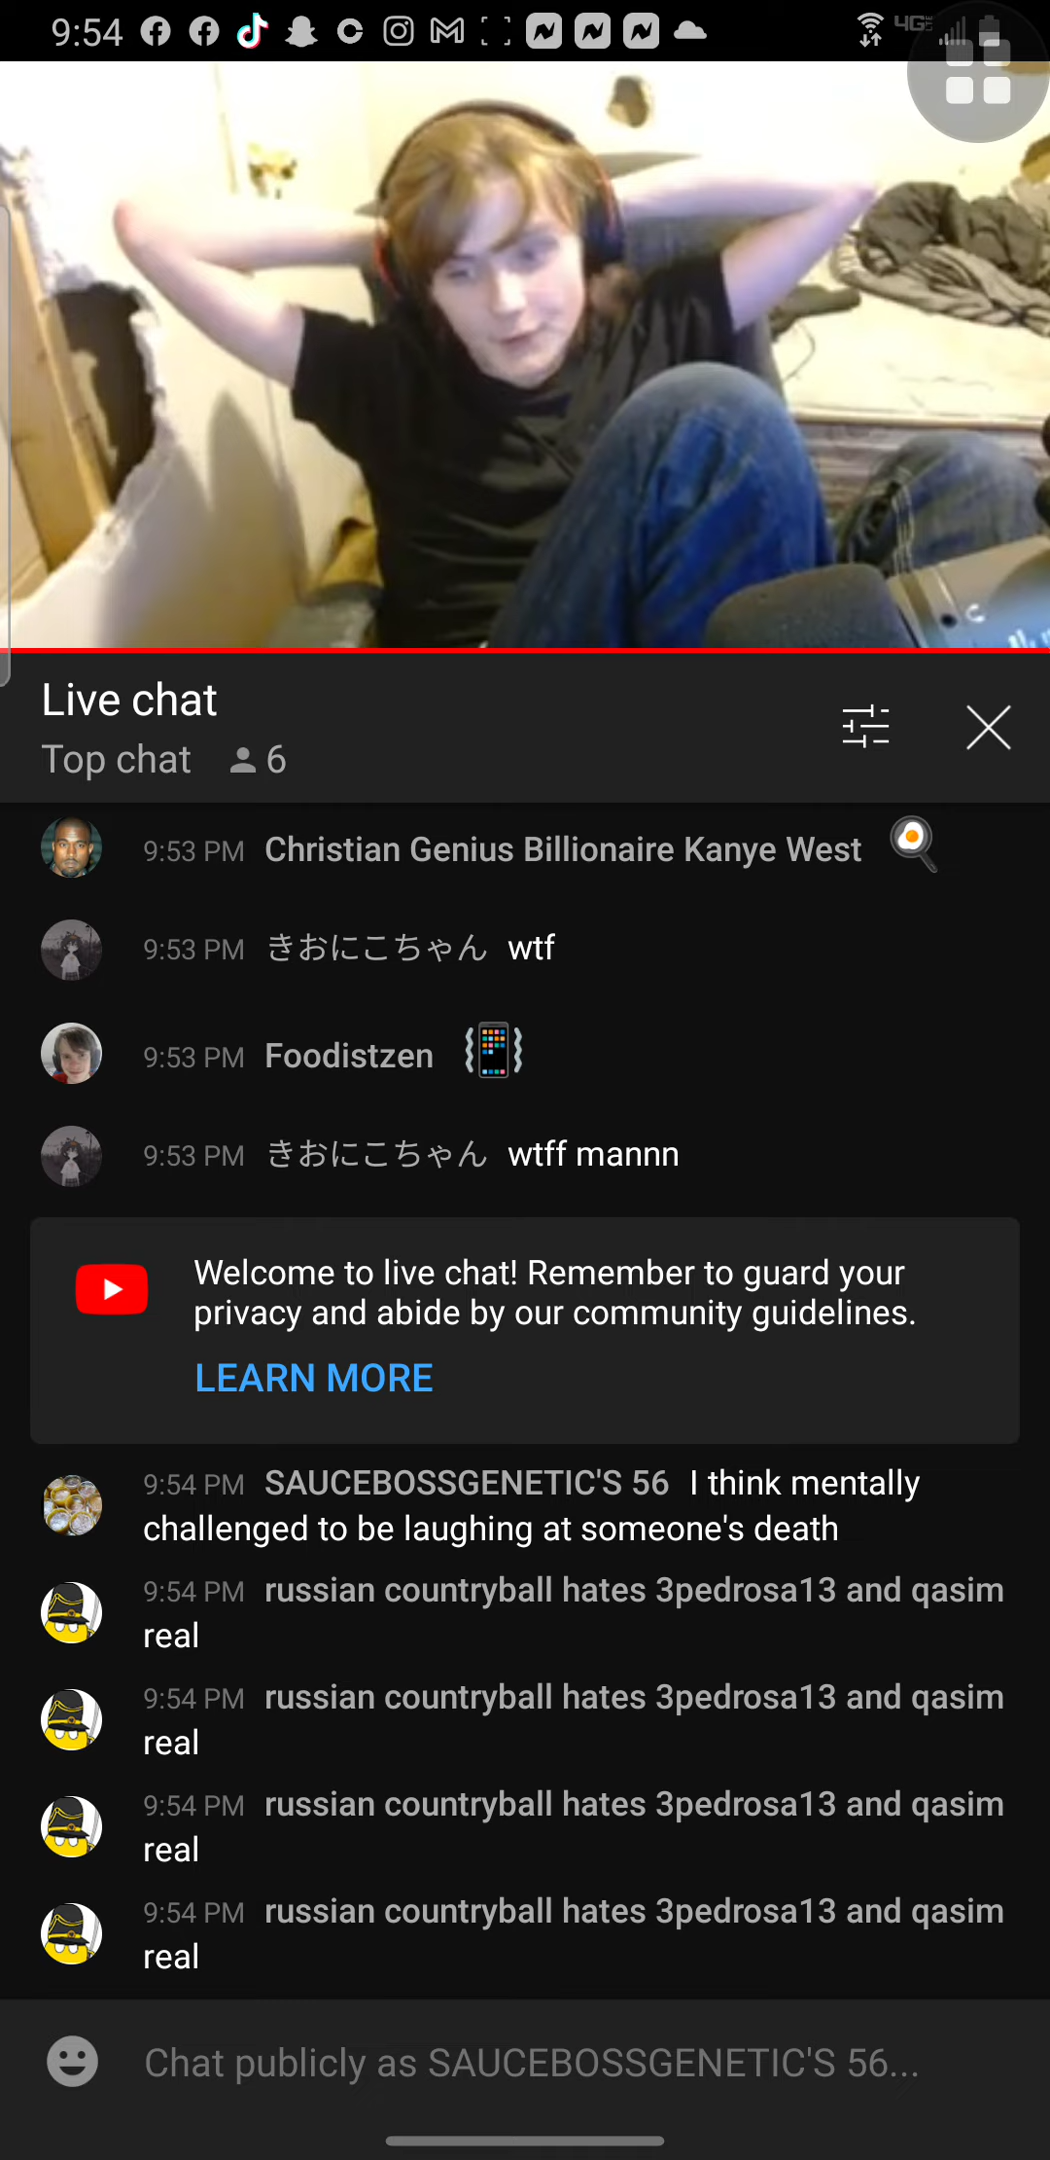 9:54 4G LTE
Live chat
Top chat 6
9:53 PM Christian Genius Billionaire Kanye West
9:53 PM きおにこちゃん wtf
9:53 PM Foodistzen
9:53 PM きおにこちゃん wtff mannn
Welcome to live chat! Remember to guard your
privacy and abide by our community guidelines.
LEARN MORE
9:54 PM SAUCEBOSSGENETIC'S 56 I think mentally
challenged to be laughing at someone's death
9:54 PM russian countryball hates 3pedrosa13 and qasim
real
9:54 PM russian countryball hates 3pedrosa13 and qasim
real
9:54 PM russian countryball hates 3pedrosa13 and qasim
real
9:54 PM russian countryball hates 3pedrosa13 and qasim
real
Chat publicly as SAUCEBOSSGENETIC'S 56...